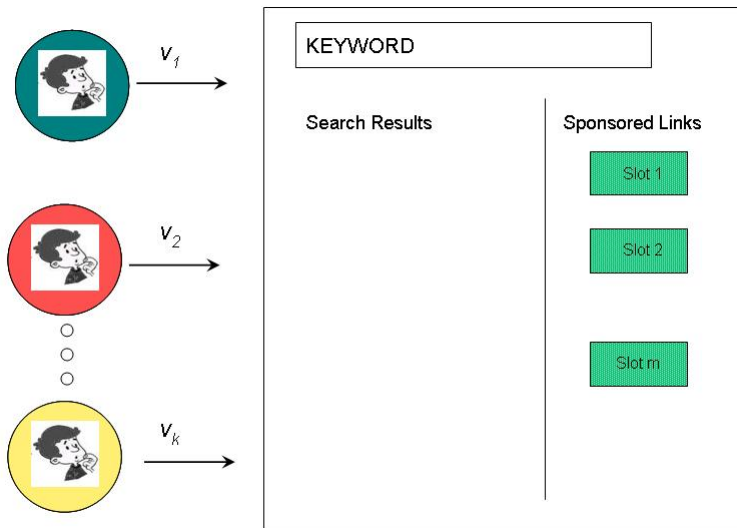 v1
KEYWORD
Search Results
Sponsored Links
Slot 1
v2
Slot 2
Slot m
vk